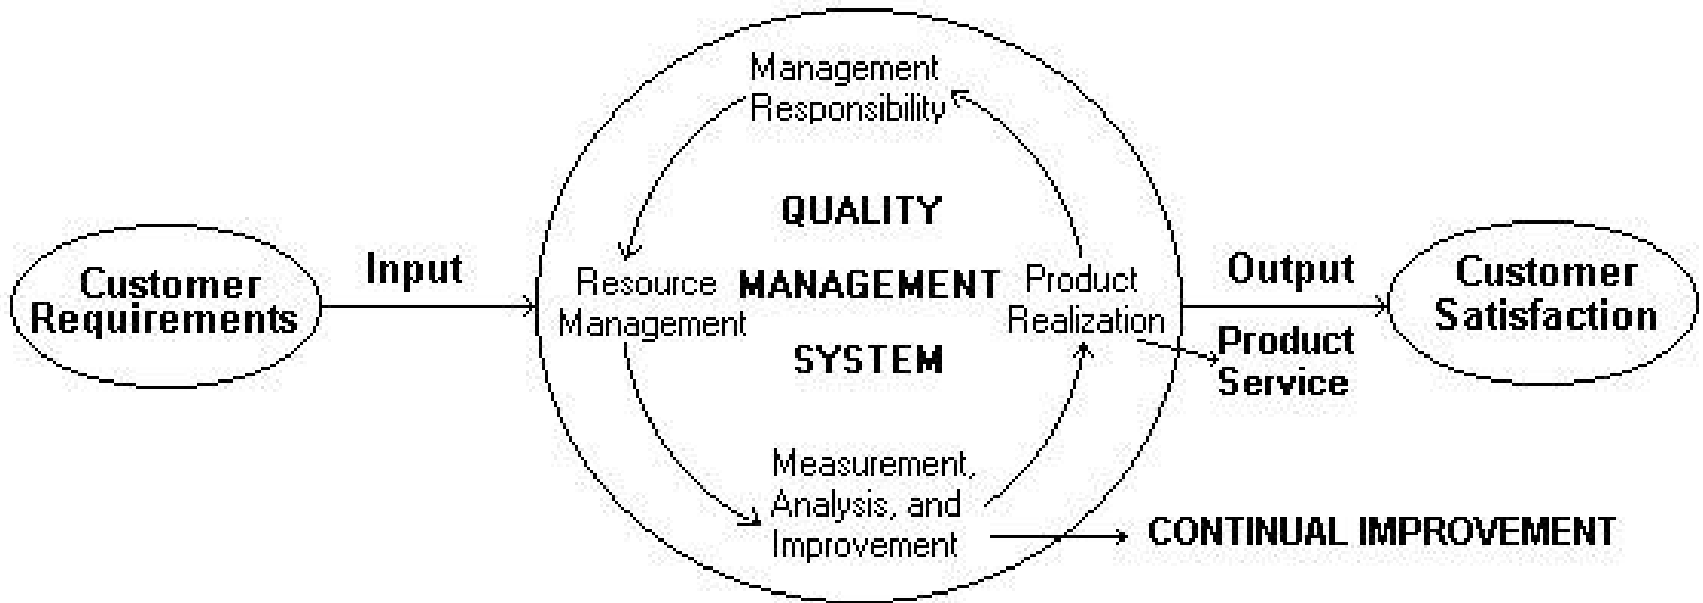 Management
Responsibility
QUALITY
MANAGEMENT
SYSTEM
Customer
Requirements
Input
Resource
Management
Product
Realization
Output
Product
Service
Customer
Satisfaction
Measurement,
Analysis, and
Improvement
CONTINUAL IMPROVEMENT